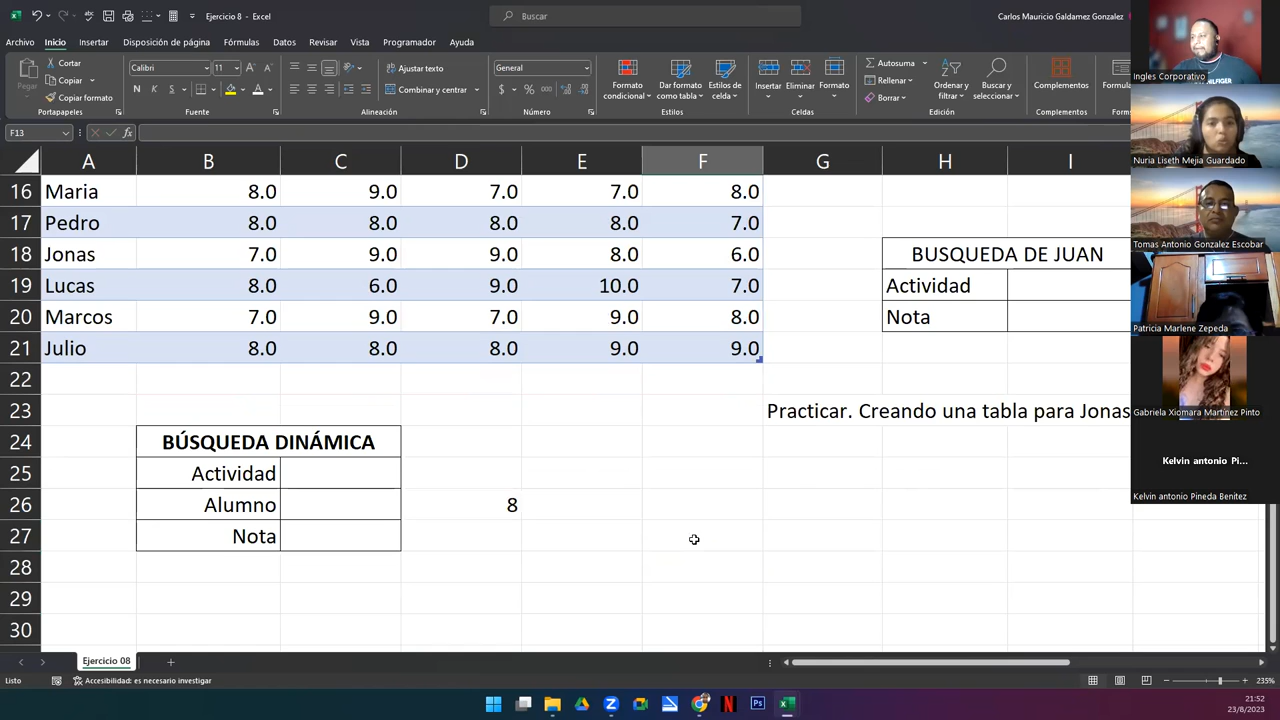 Ejercicio 8 - Excel
Buscar
Carlos Mauricio Galdamez Gonzalez
Archivo Inicio Insertar Disposición de página Fórmulas Datos Revisar Vista Programador Ayuda
Pegar
Cortar
Copiar
Copiar formato
Portapapeles
Calibri 11
N K S
Fuente
Ajustar texto
Combinar y centrar
Alineación
General
Número
Formato condicional
Dar formato como tabla
Estilos de celda
Estilos
Insertar Eliminar Formato
Celdas
Autosuma
Rellenar
Borrar
Ordenar y filtrar
Buscar y seleccionar
Edición
Complementos
Complementos
F13
A B C D E F G H I
16 Maria 8.0 9.0 7.0 7.0 8.0
17 Pedro 8.0 8.0 8.0 8.0 7.0
18 Jonas 7.0 9.0 9.0 8.0 6.0 BUSQUEDA DE JUAN
19 Lucas 8.0 6.0 9.0 10.0 7.0 Actividad
20 Marcos 7.0 9.0 7.0 9.0 8.0 Nota
21 Julio 8.0 8.0 8.0 9.0 9.0
22
23 Practicar. Creando una tabla para Jonas
24 BÚSQUEDA DINÁMICA
25 Actividad
26 Alumno 8
27 Nota
28
29
30
Ejercicio 08
Listo
Accesibilidad: es necesario investigar
235%
21:52
23/8/2023
Ingles Corporativo
Nuria Liseth Mejia Guardado
Tomas Antonio Gonzalez Escobar
Patricia Marlene Zepeda
Gabriela Xiomara Martínez Pinto
Kelvin antonio Pi...
Kelvin antonio Pineda Benitez